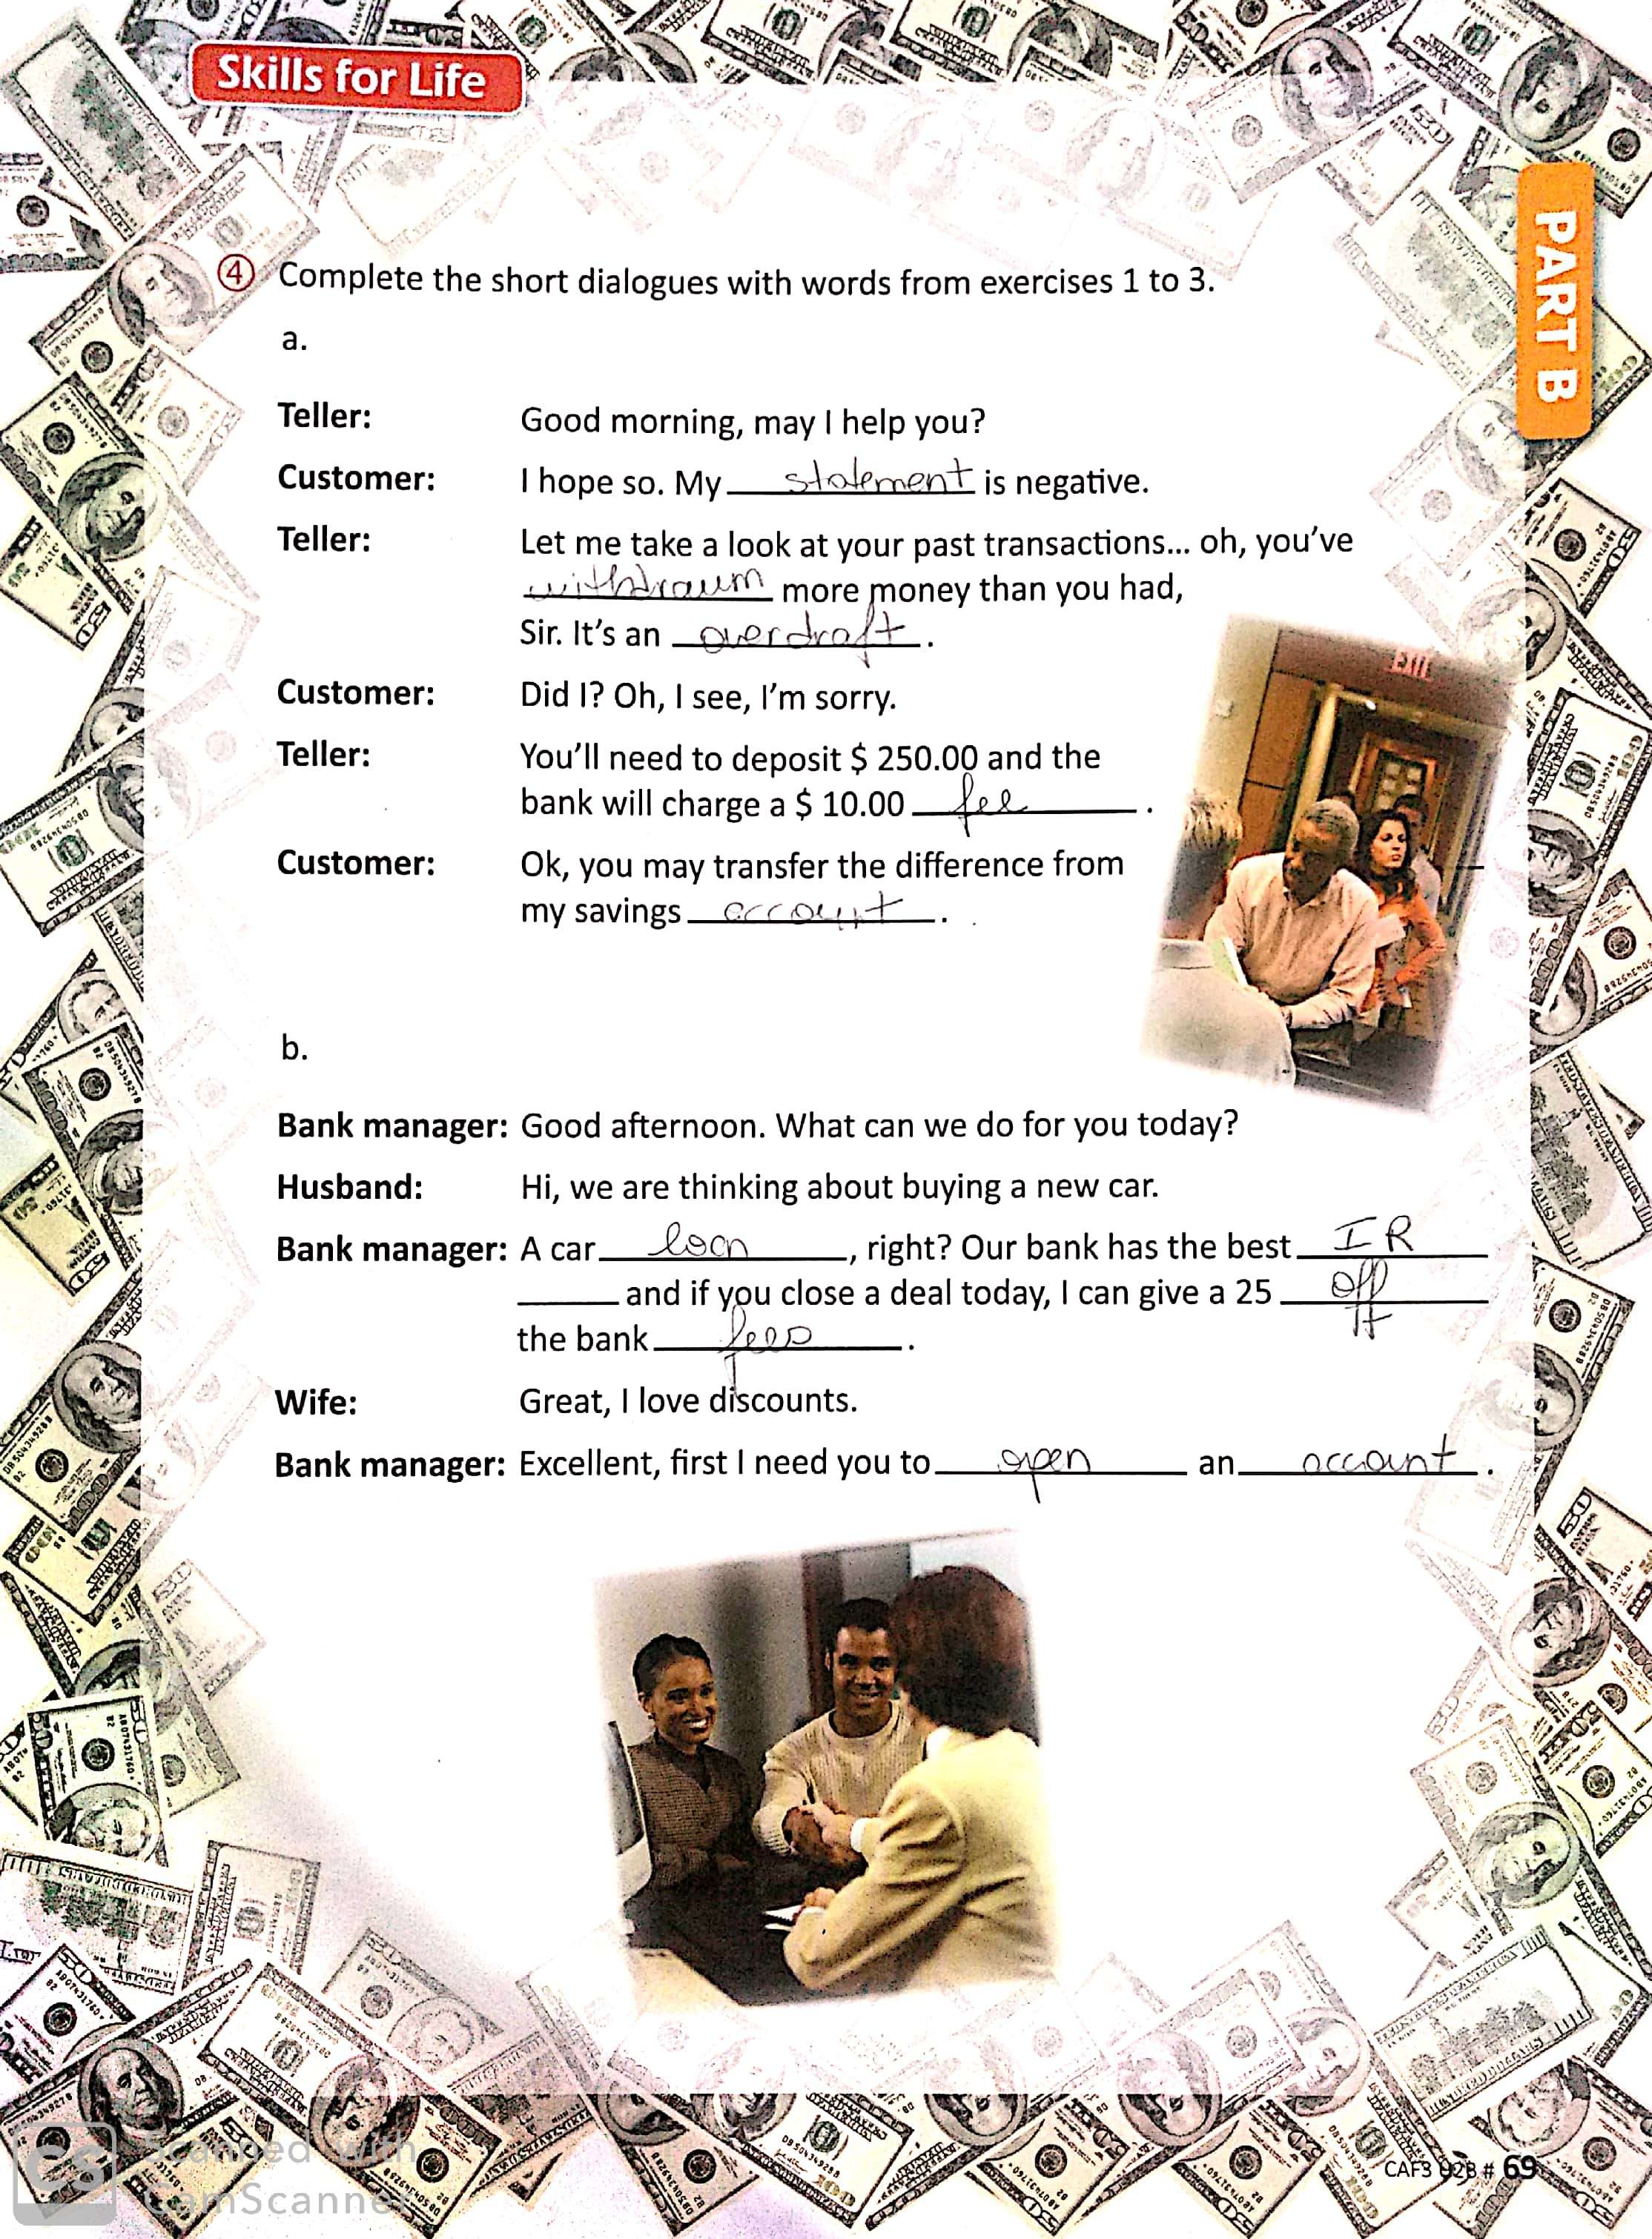 Skills for Life
PART B
4 Complete the short dialogues with words from exercises 1 to 3.
a.
Teller: Good morning, may I help you?
Customer: I hope so. My statement is negative.
Teller: Let me take a look at your past transactions... oh, you've
withdrawn more money than you had,
Sir. It's an overdraft.
Customer: Did I? Oh, I see, I'm sorry.
Teller: You'll need to deposit $ 250.00 and the
bank will charge a $ 10.00 fee.
Customer: Ok, you may transfer the difference from
my savings account.
EXIT
b.
Bank manager: Good afternoon. What can we do for you today?
Husband: Hi, we are thinking about buying a new car.
Bank manager: A car loan, right? Our bank has the best IR
and if you close a deal today, I can give a 25 off
the bank fees.
Wife: Great, I love discounts.
Bank manager: Excellent, first I need you to open an account.
CS Scanned with
CamScanner
CAF3 # 69